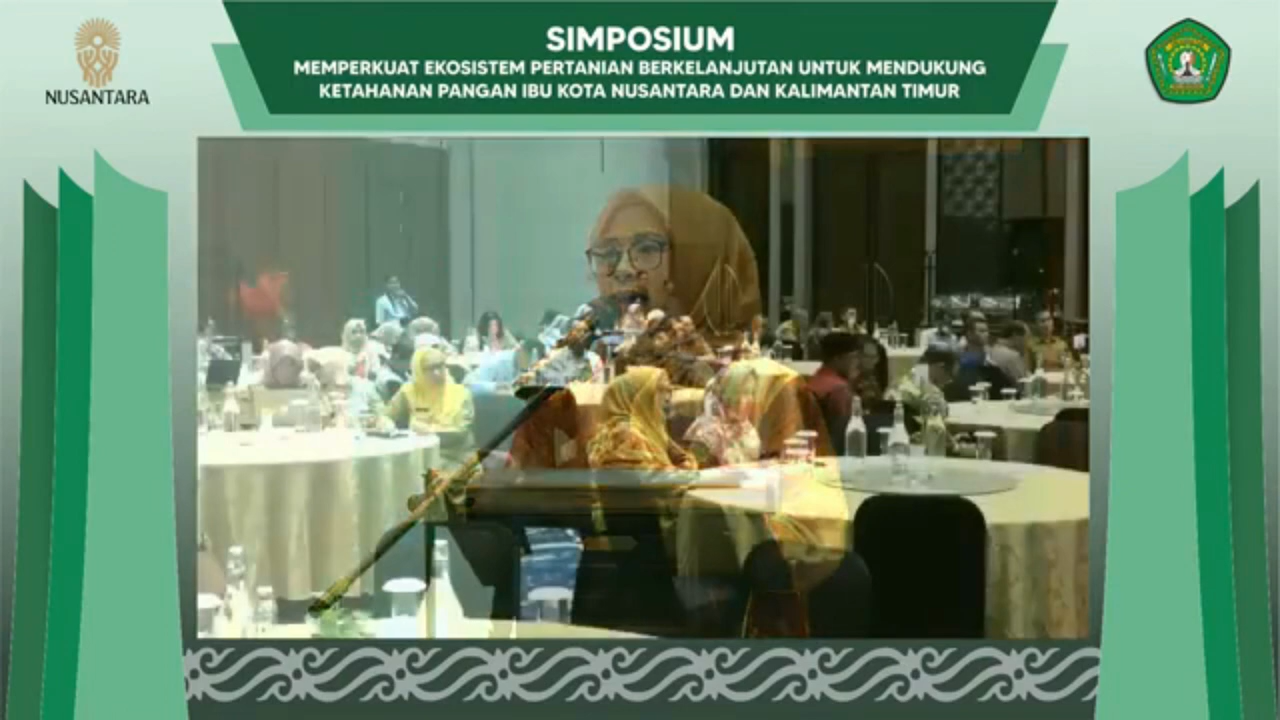 SIMPOSIUM
MEMPERKUAT EKOSISTEM PERTANIAN BERKELANJUTAN UNTUK MENDUKUNG
KETAHANAN PANGAN IBU KOTA NUSANTARA DAN KALIMANTAN TIMUR
NUSANTARA